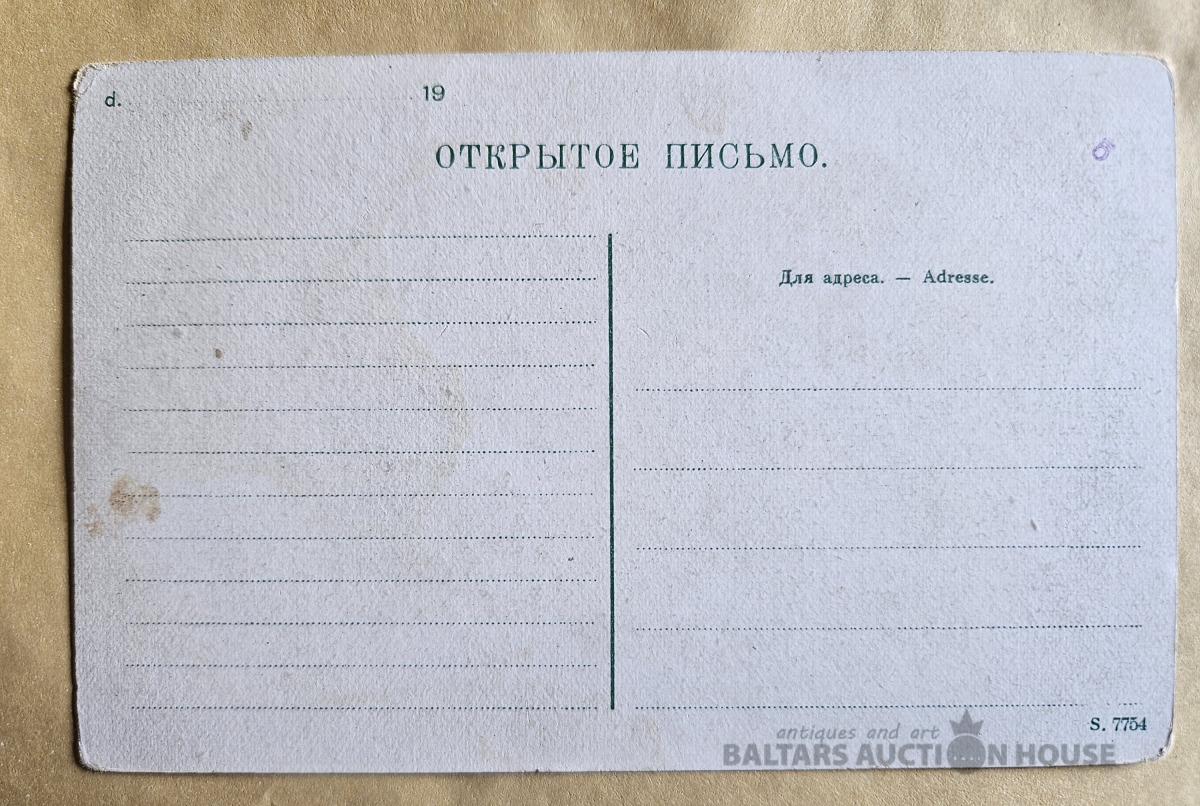 d. 19
ОТКРЫТОЕ ПИСЬМО.
б
Для адреса. — Adresse.
S. 7754
antiques and art
BALTARS AUCTION HOUSE